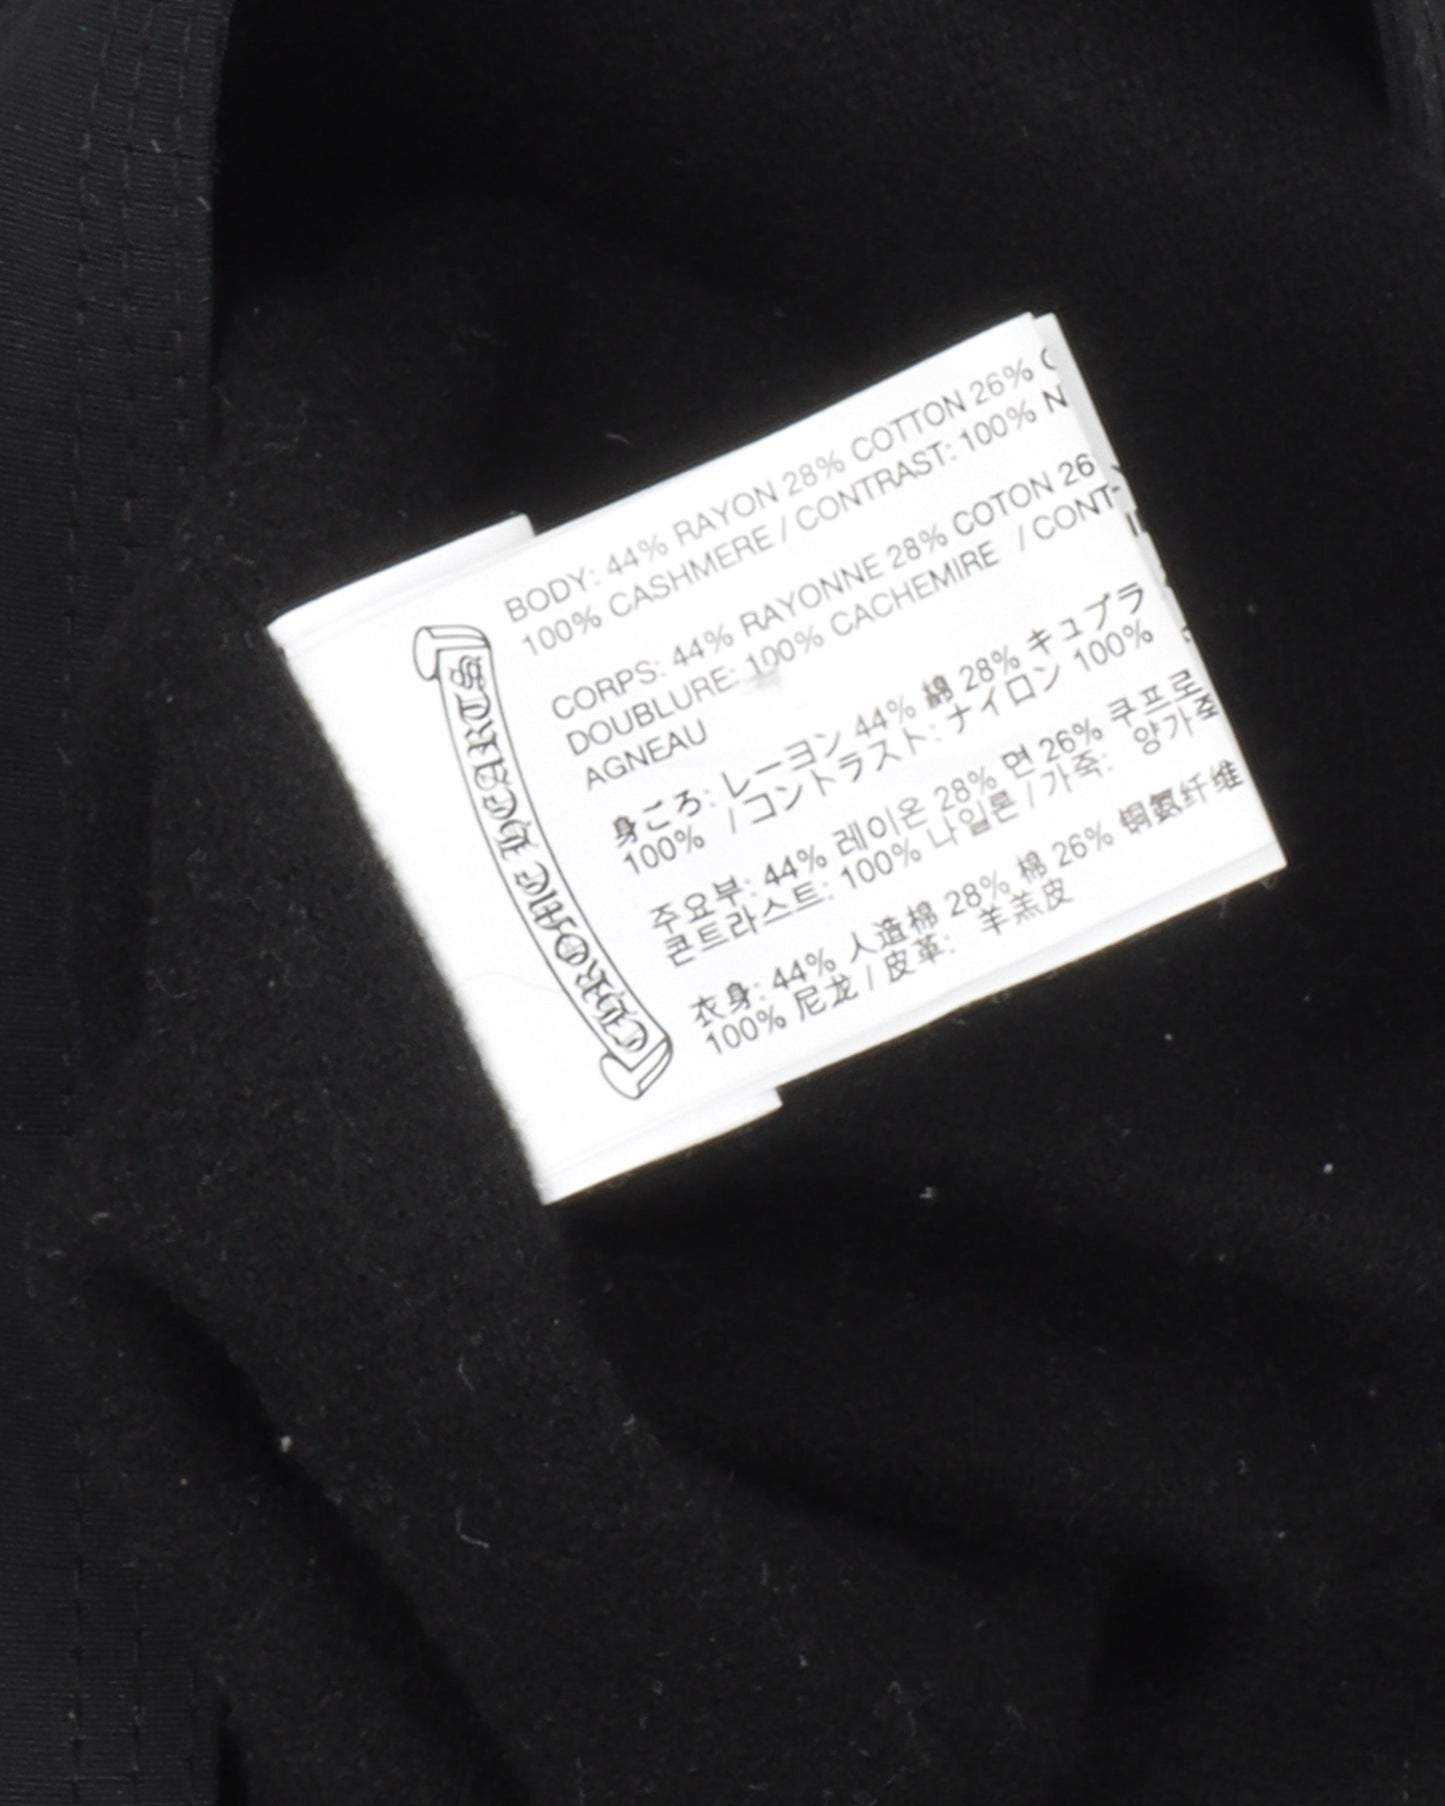 CHROME HEARTS
BODY: 44% RAYON 28% COTTON 26% C
100% CASHMERE / CONTRAST: 100% N
CORPS: 44% RAYONNE 28% COTON 26
DOUBLURE: 100% CACHEMIRE / CONT-
AGNEAU
身ごろ: レーヨン 44% 綿 28% キュプラ
100% /コントラスト: ナイロン 100%
주요부: 44% 레이온 28% 면 26% 쿠프로
콘트라스트: 100% 나일론 / 가죽: 양가죽
衣身: 44% 人造棉 28% 棉 26% 铜氨纤维
100% 尼龙 / 皮革: 羊羔皮